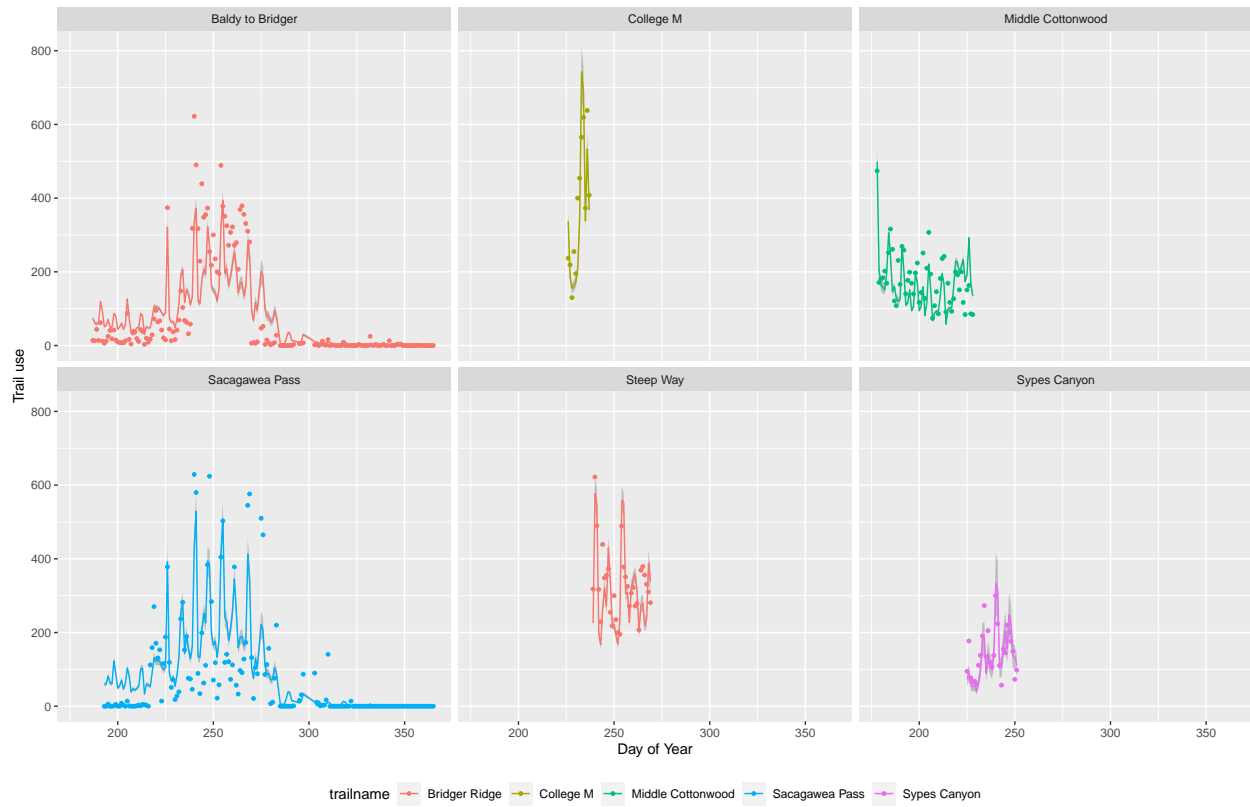 Baldy to Bridger College M Middle Cottonwood
800
600
400
200
0
Sacagawea Pass Steep Way Sypes Canyon
800
600
400
200
0
200 250 300 350 200 250 300 350 200 250 300 350
Trail use
Day of Year
trailname Bridger Ridge College M Middle Cottonwood Sacagawea Pass Sypes Canyon